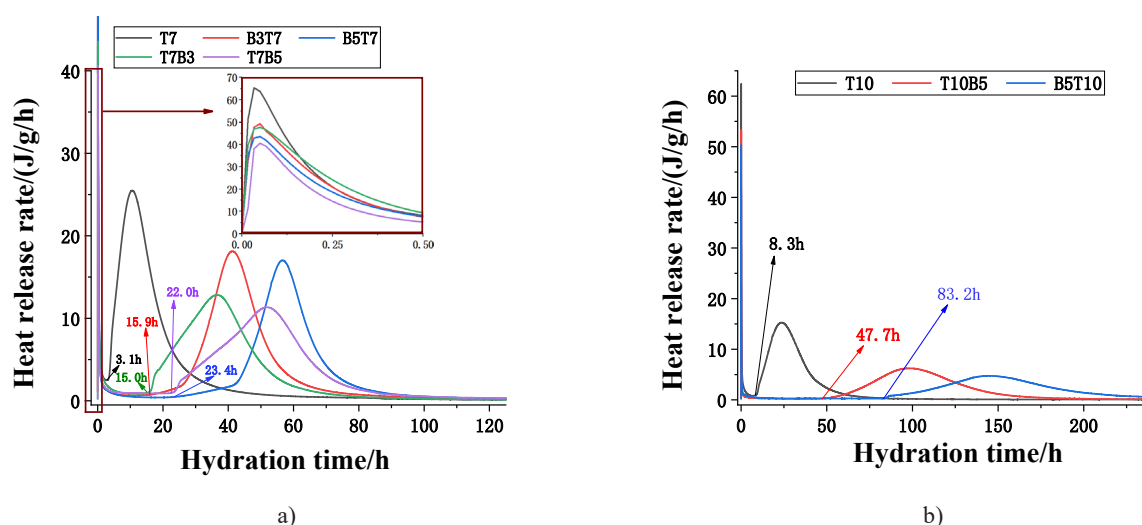 T7 B3T7 B5T7
T7B3 T7B5
40
30
20
10
0
Heat release rate/(J/g/h)
70
60
50
40
30
20
10
0
0.00 0.25 0.50
22.0h
15.9h
3.1h
15.0h
23.4h
0 20 40 60 80 100 120
Hydration time/h
a)
T10 T10B5 B5T10
60
50
40
30
20
10
0
Heat release rate/(J/g/h)
8.3h
83.2h
47.7h
0 50 100 150 200
Hydration time/h
b)